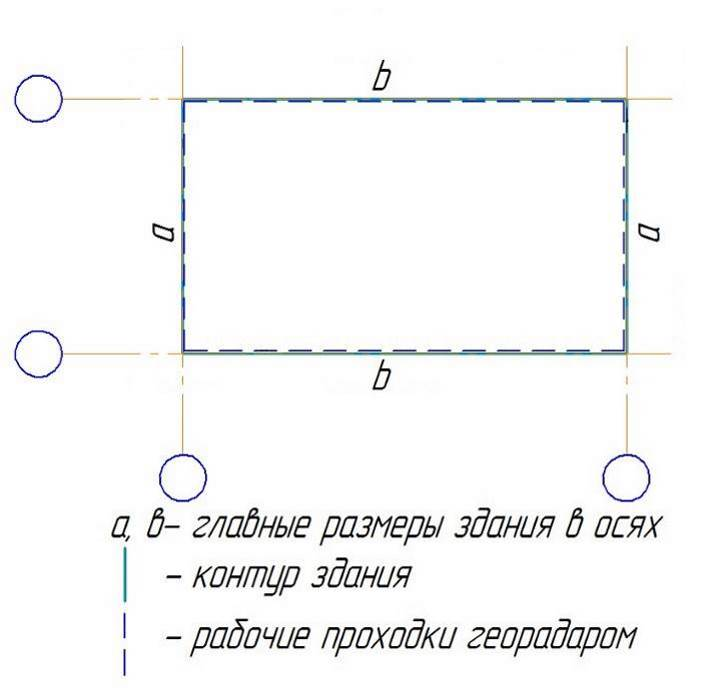 b
a
a
b
а, в– главные размеры здания в осях
– контур здания
– рабочие проходки георадаром